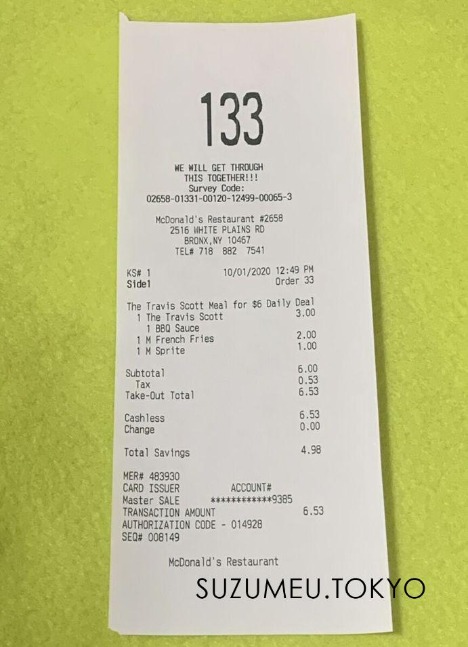 133
WE WILL GET THROUGH
THIS TOGETHER!!!
Survey Code:
02658-01331-00120-12499-00065-3
McDonald's Restaurant #2658
2516 WHITE PLAINS RD
BRONX,NY 10467
TEL# 718 882 7541
KS# 1 10/01/2020 12:49 PM
Side1 Order 33
The Travis Scott Meal for $6 Daily Deal
1 The Travis Scott 3.00
1 BBQ Sauce
1 M French Fries 2.00
1 M Sprite 1.00
Subtotal 6.00
Tax 0.53
Take-Out Total 6.53
Cashless 6.53
Change 0.00
Total Savings 4.98
MER# 483930
CARD ISSUER ACCOUNT#
Master SALE ************9385
TRANSACTION AMOUNT 6.53
AUTHORIZATION CODE - 014928
SEQ# 008149
McDonald's Restaurant
SUZUMEU.TOKYO